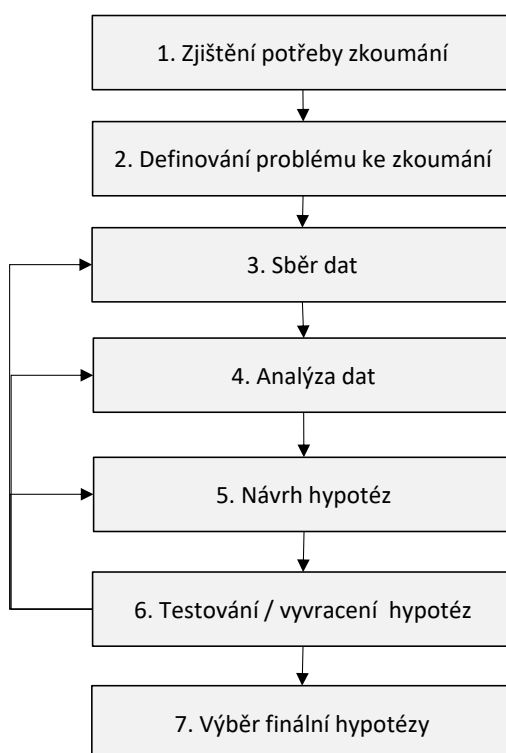 1. Zjištění potřeby zkoumání
2. Definování problému ke zkoumání
3. Sběr dat
4. Analýza dat
5. Návrh hypotéz
6. Testování / vyvracení  hypotéz
7. Výběr finální hypotézy